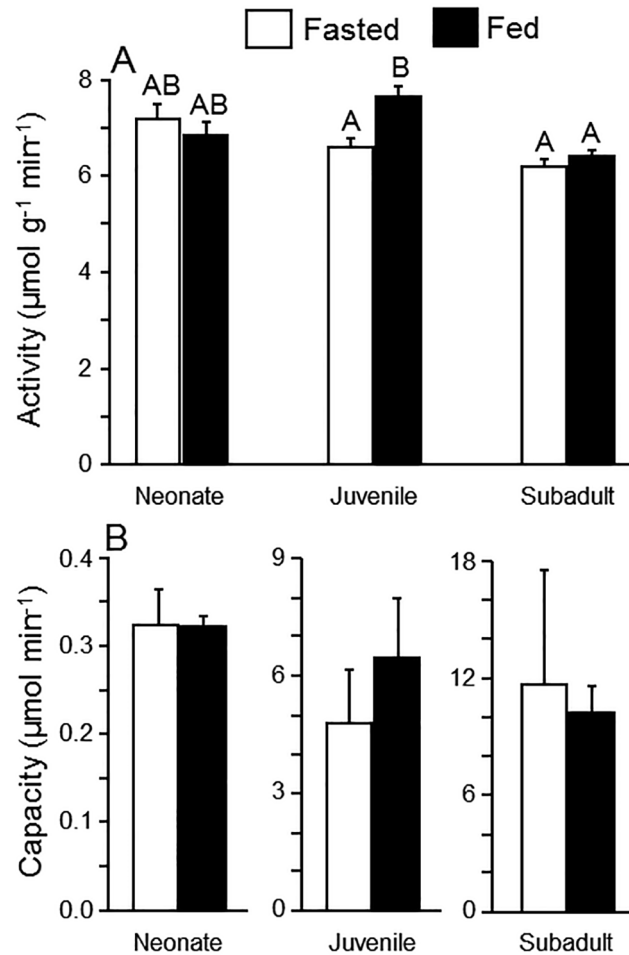 Fasted Fed
A
Activity (µmol g⁻¹ min⁻¹)
8
6
4
2
0
AB AB
A B
A A
Neonate Juvenile Subadult
B
Capacity (µmol min⁻¹)
0.4
0.3
0.2
0.1
0.0
Neonate
9
6
3
0
Juvenile
18
12
6
0
Subadult